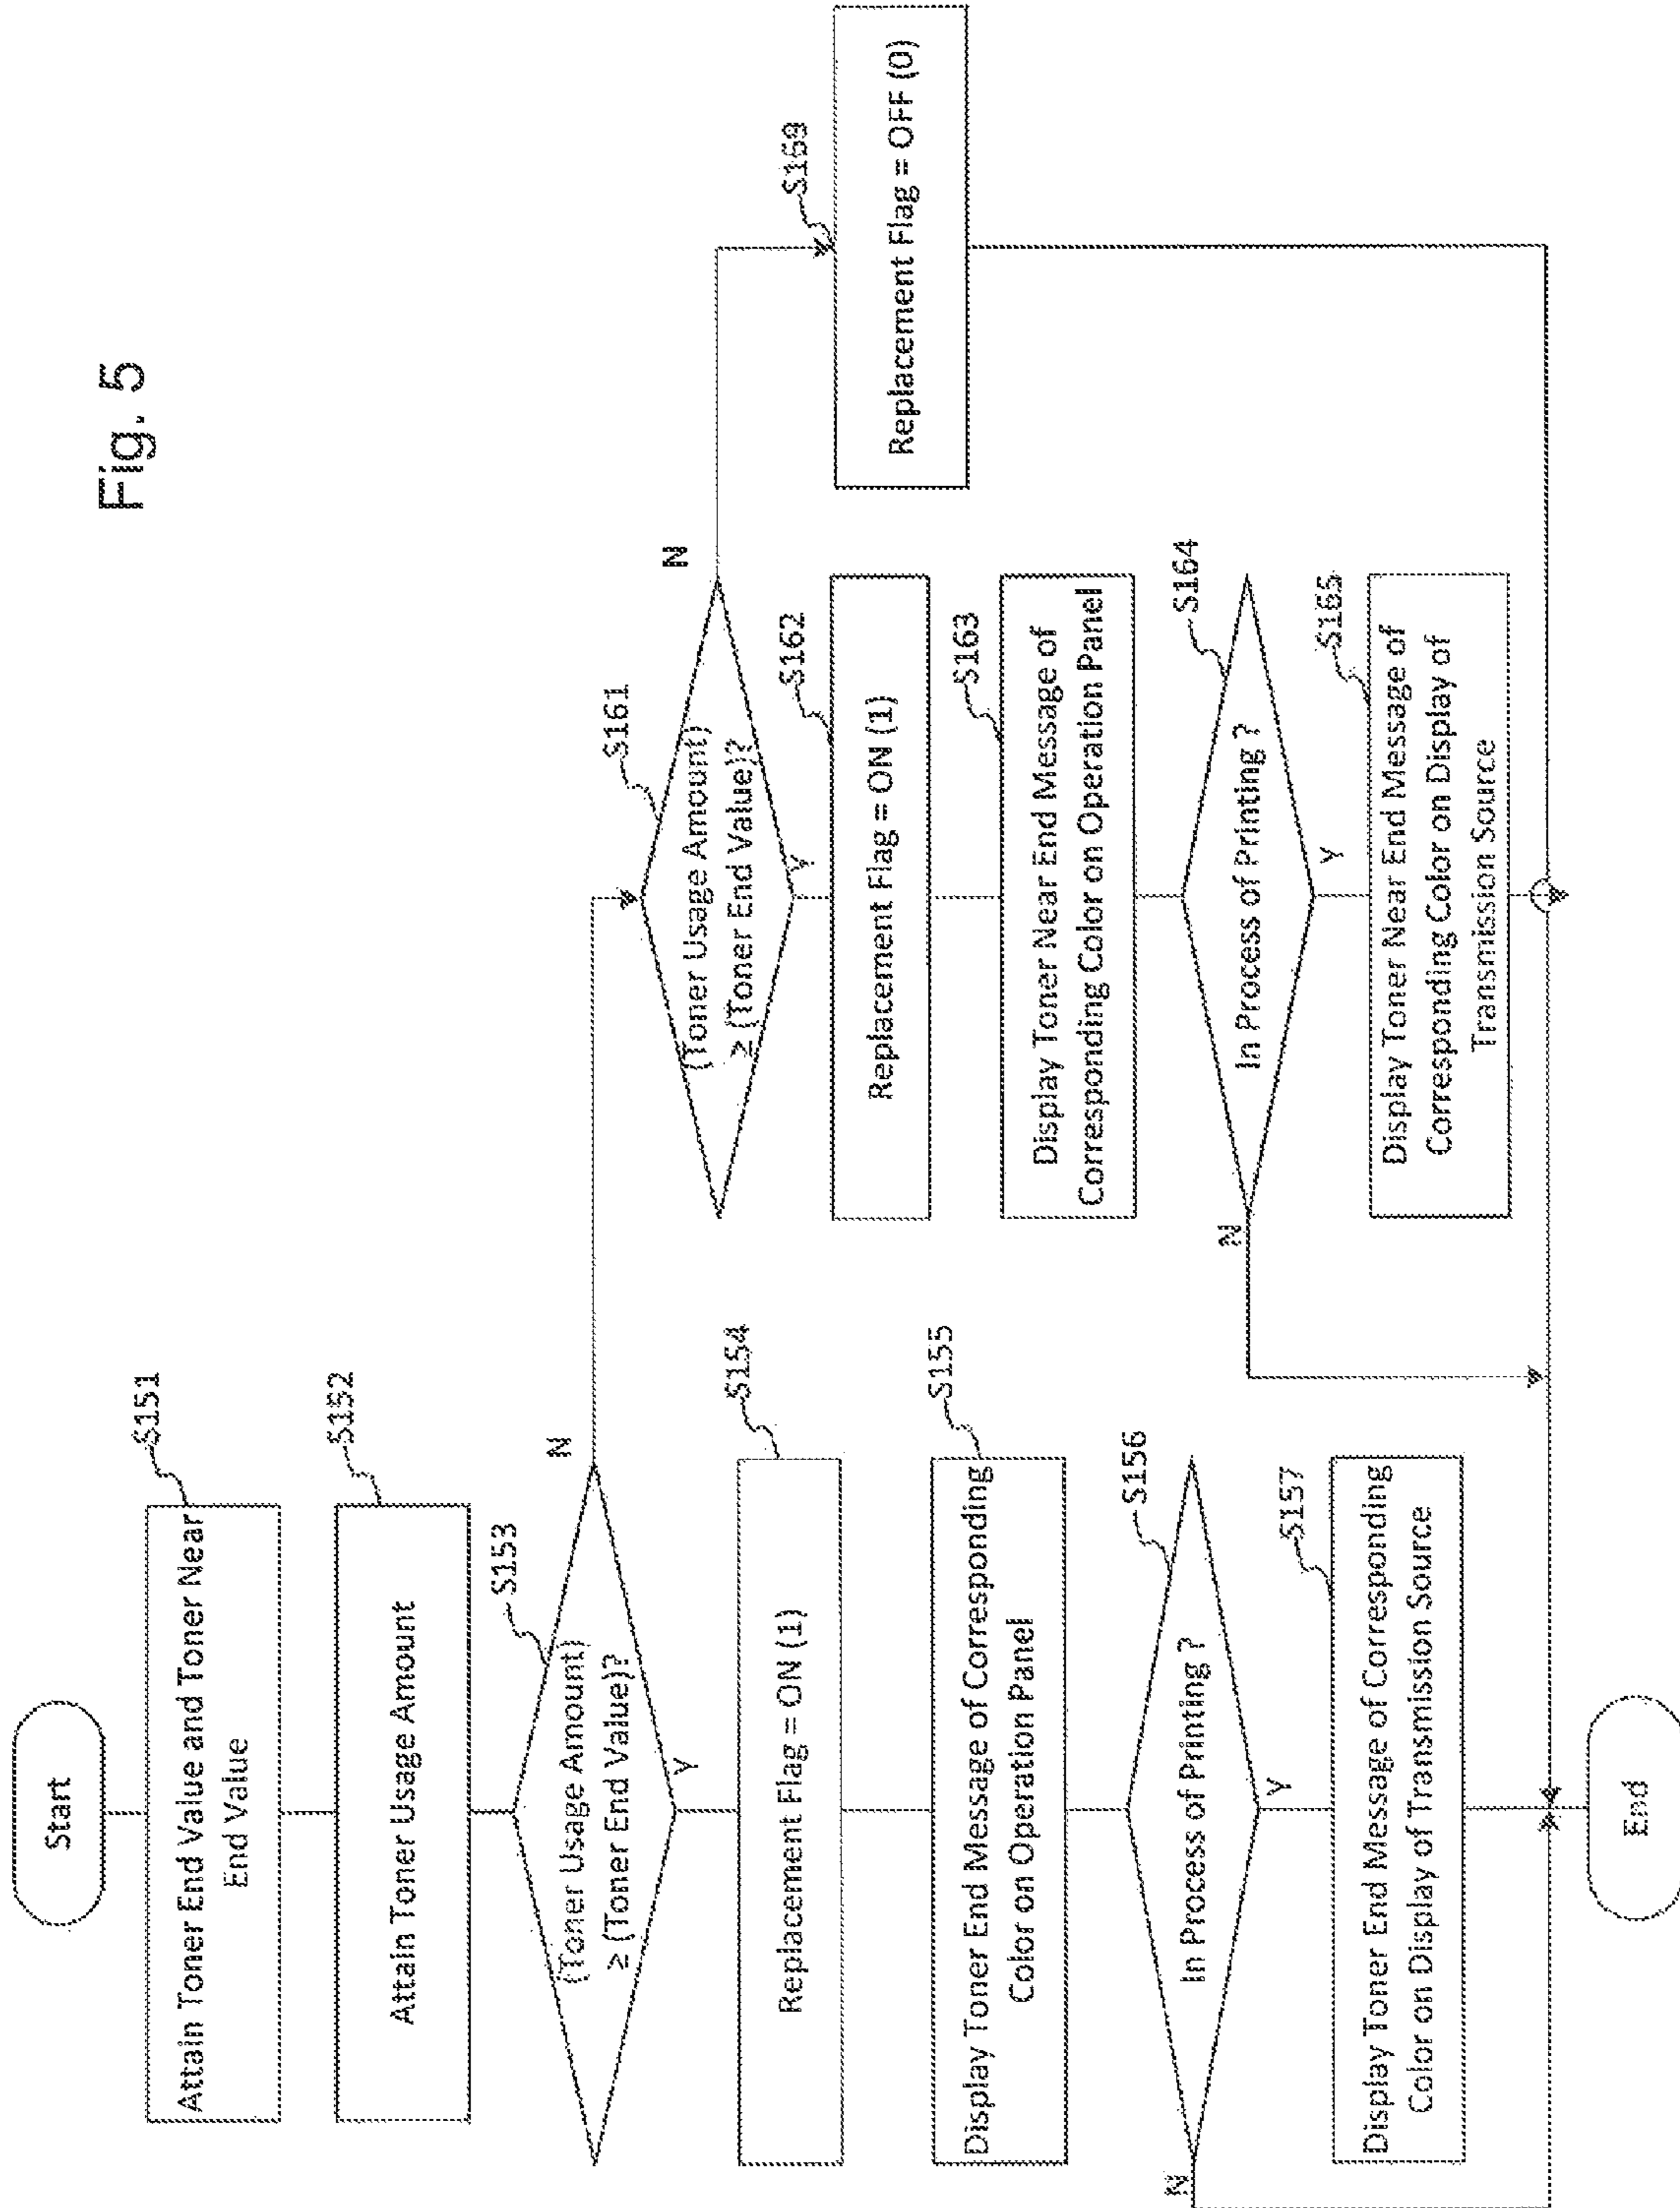 Fig. 5
Start
S151
Attain Toner End Value and Toner Near
End Value
S152
Attain Toner Usage Amount
S153
(Toner Usage Amount)
≥ (Toner End Value)?
N
Y
S154
Replacement Flag = ON (1)
S155
Display Toner End Message of Corresponding
Color on Operation Panel
S156
In Process of Printing ?
N
Y
S157
Display Toner End Message of Corresponding
Color on Display of Transmission Source
End
S161
(Toner Usage Amount)
≥ (Toner End Value)?
N
Y
S162
Replacement Flag = ON (1)
S163
Display Toner Near End Message of
Corresponding Color on Operation Panel
S164
In Process of Printing ?
N
Y
S165
Display Toner Near End Message of
Corresponding Color on Display of
Transmission Source
S169
Replacement Flag = OFF (0)